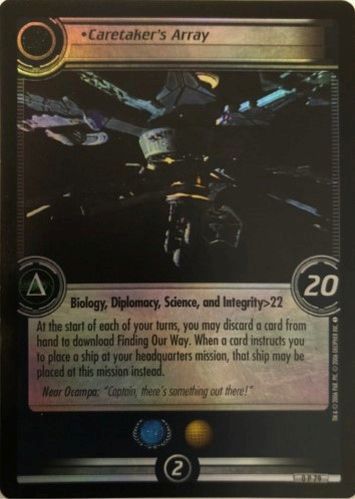 •Caretaker's Array
Δ
20
Biology, Diplomacy, Science, and Integrity>22
At the start of each of your turns, you may discard a card from
hand to download Finding Our Way. When a card instructs you
to place a ship at your headquarters mission, that ship may be
placed at this mission instead.
Near Ocampa: "Captain, there's something out there!"
2